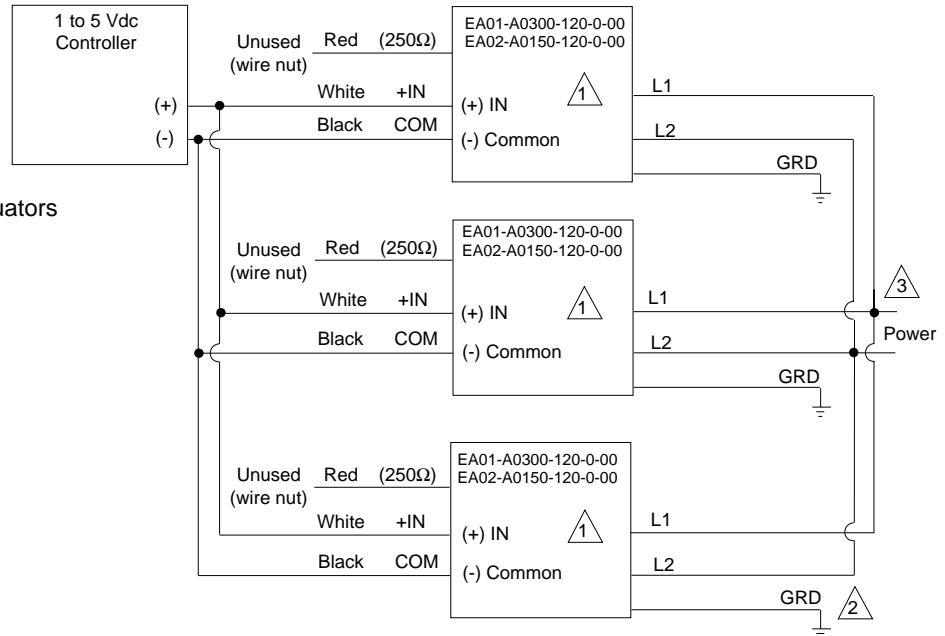 1 to 5 Vdc
Controller
(+)
(-)
Unused
(wire nut)
Red (250Ω)
White +IN
Black COM
EA01-A0300-120-0-00
EA02-A0150-120-0-00
1
(+) IN
(-) Common
L1
L2
GRD
uators
Unused
(wire nut)
Red (250Ω)
White +IN
Black COM
EA01-A0300-120-0-00
EA02-A0150-120-0-00
1
(+) IN
(-) Common
L1
L2
GRD
3
Power
Unused
(wire nut)
Red (250Ω)
White +IN
Black COM
EA01-A0300-120-0-00
EA02-A0150-120-0-00
1
(+) IN
(-) Common
L1
L2
GRD
2